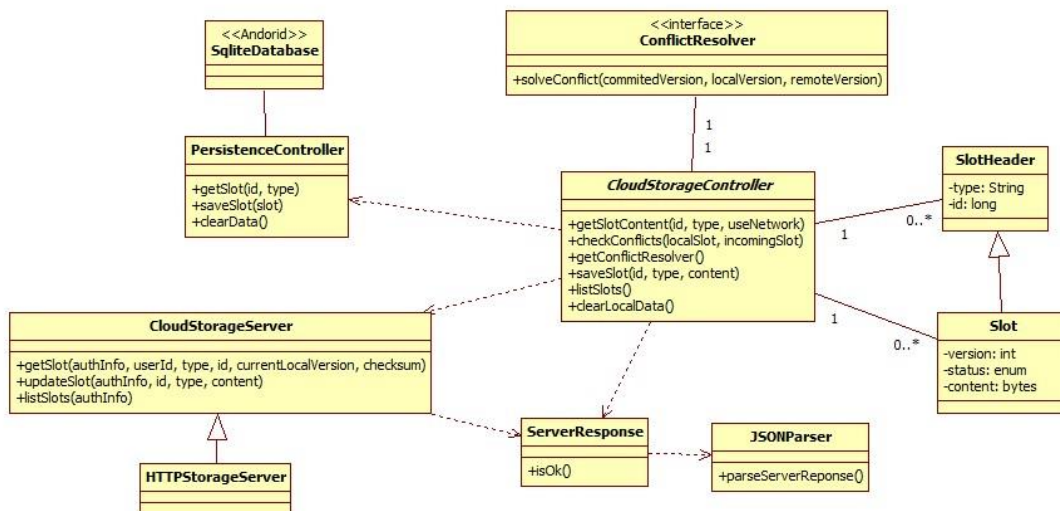 <<Andorid>>
SqliteDatabase
<<interface>>
ConflictResolver
+solveConflict(commitedVersion, localVersion, remoteVersion)
PersistenceController
+getSlot(id, type)
+saveSlot(slot)
+clearData()
1
1
CloudStorageController
+getSlotContent(id, type, useNetwork)
+checkConflicts(localSlot, incomingSlot)
+getConflictResolver()
+saveSlot(id, type, content)
+listSlots()
+clearLocalData()
SlotHeader
-type: String
-id: long
1
0..*
1
0..*
Slot
-version: int
-status: enum
-content: bytes
CloudStorageServer
+getSlot(authInfo, userId, type, id, currentLocalVersion, checksum)
+updateSlot(authInfo, id, type, content)
+listSlots(authInfo)
HTTPStorageServer
ServerResponse
+isOk()
JSONParser
+parseServerReponse()